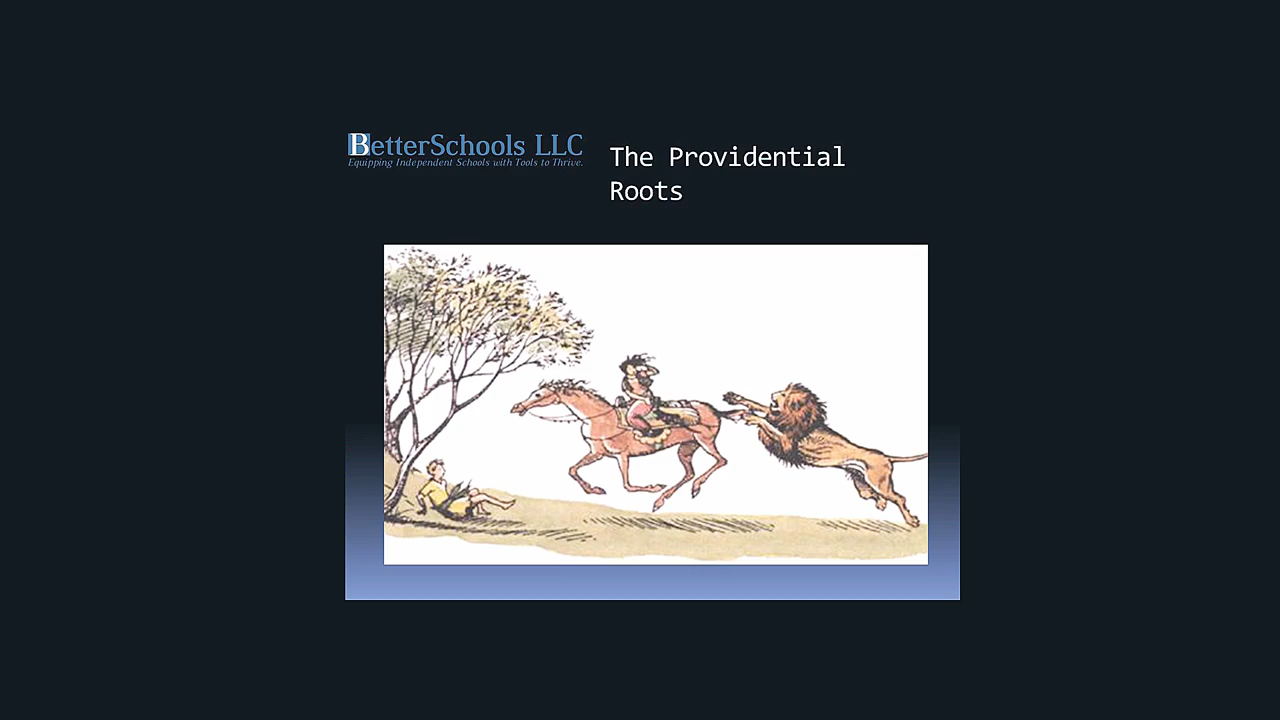 BetterSchools LLC
Equipping Independent Schools with Tools to Thrive.
The Providential
Roots